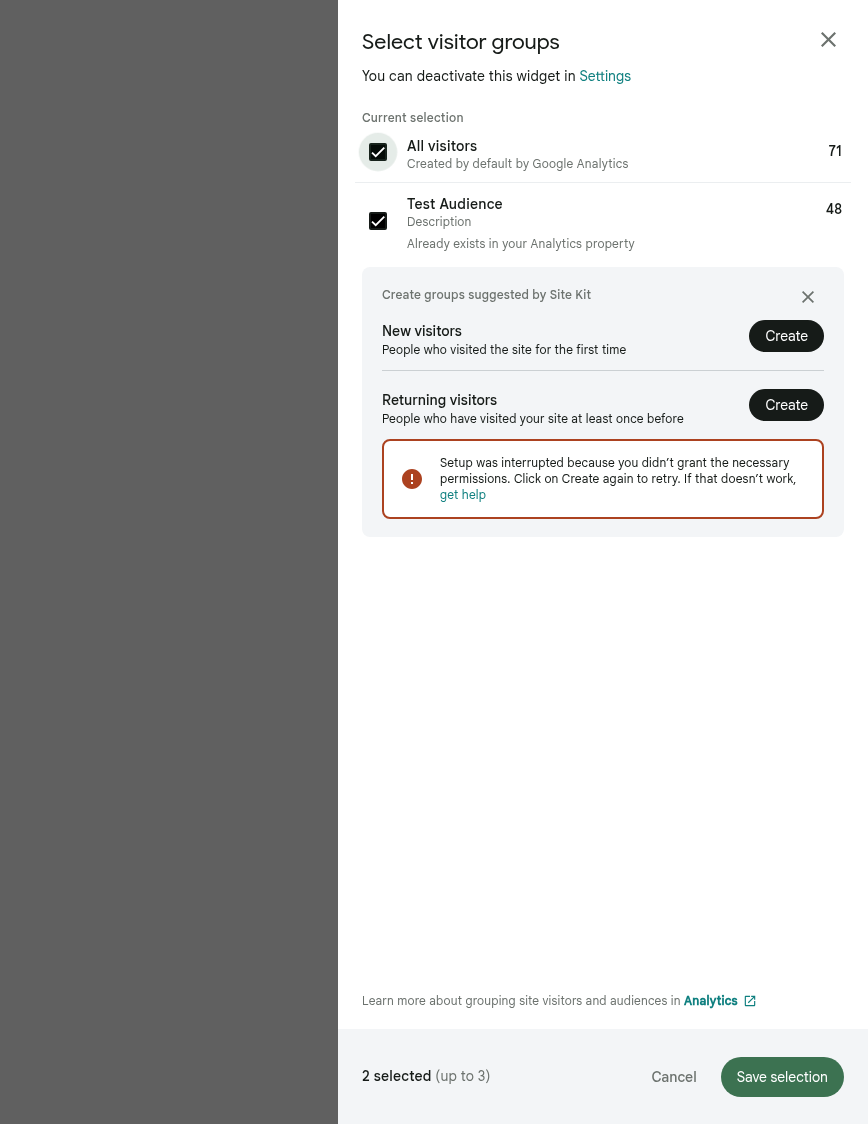 Select visitor groups
You can deactivate this widget in Settings
Current selection
All visitors
71
Created by default by Google Analytics
Test Audience
48
Description
Already exists in your Analytics property
Create groups suggested by Site Kit
New visitors
Create
People who visited the site for the first time
Returning visitors
Create
People who have visited your site at least once before
Setup was interrupted because you didn’t grant the necessary
permissions. Click on Create again to retry. If that doesn’t work,
get help
Learn more about grouping site visitors and audiences in Analytics
2 selected (up to 3)
Cancel
Save selection